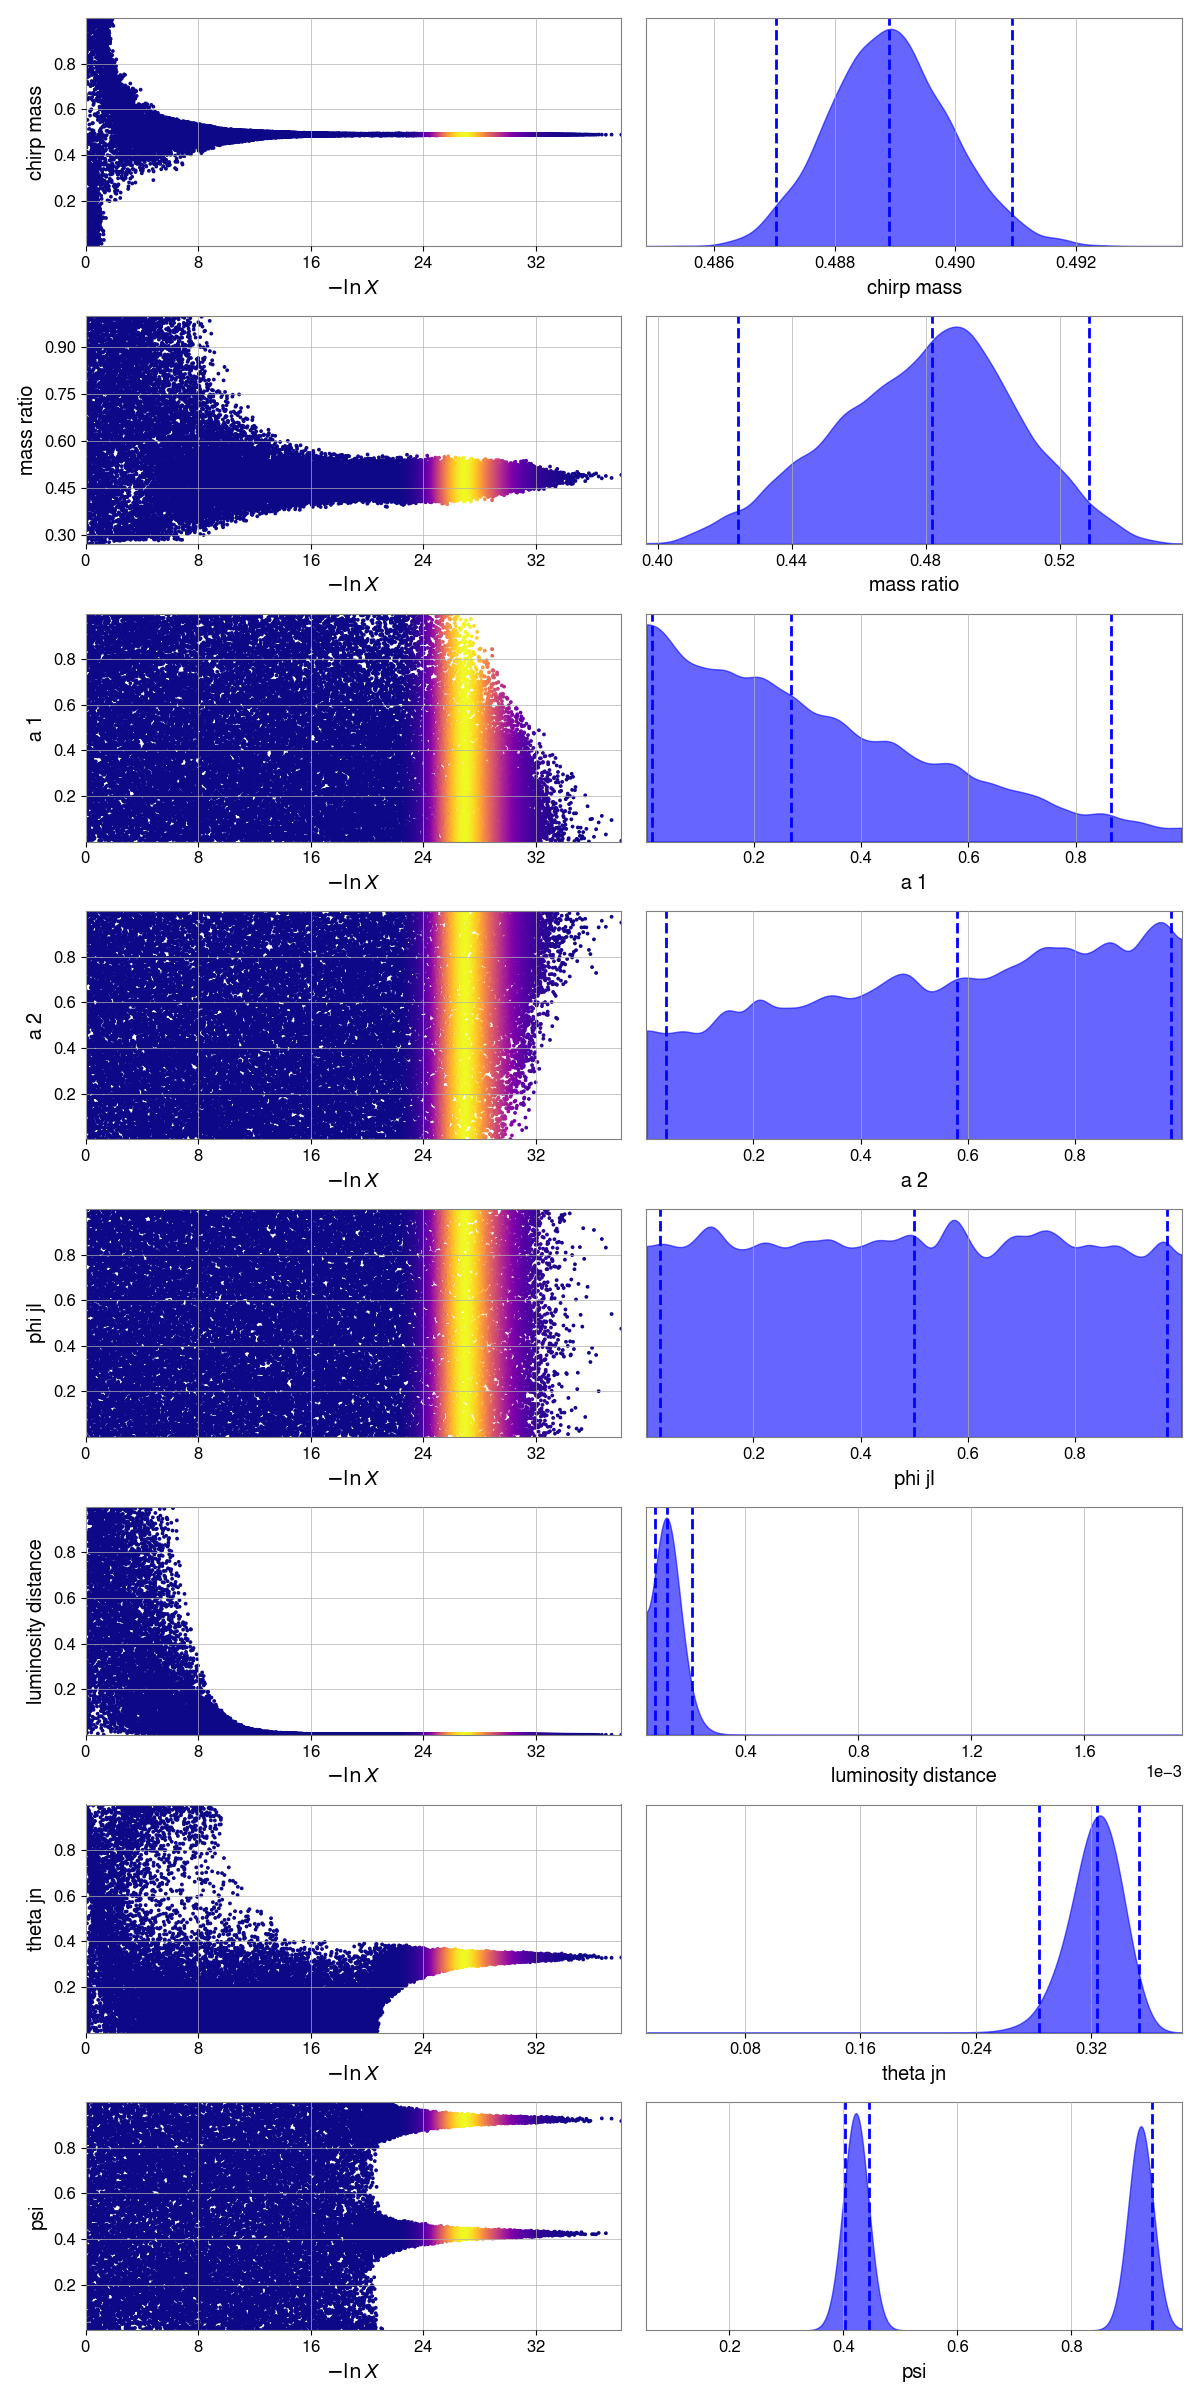 chirp mass
0.8
0.6
0.4
0.2
0 8 16 24 32
−ln X
0.486 0.488 0.490 0.492
chirp mass
mass ratio
0.90
0.75
0.60
0.45
0.30
0 8 16 24 32
−ln X
0.40 0.44 0.48 0.52
mass ratio
a 1
0.8
0.6
0.4
0.2
0 8 16 24 32
−ln X
0.2 0.4 0.6 0.8
a 1
a 2
0.8
0.6
0.4
0.2
0 8 16 24 32
−ln X
0.2 0.4 0.6 0.8
a 2
phi jl
0.8
0.6
0.4
0.2
0 8 16 24 32
−ln X
0.2 0.4 0.6 0.8
phi jl
luminosity distance
0.8
0.6
0.4
0.2
0 8 16 24 32
−ln X
0.4 0.8 1.2 1.6
luminosity distance
1e−3
theta jn
0.8
0.6
0.4
0.2
0 8 16 24 32
−ln X
0.08 0.16 0.24 0.32
theta jn
psi
0.8
0.6
0.4
0.2
0 8 16 24 32
−ln X
0.2 0.4 0.6 0.8
psi